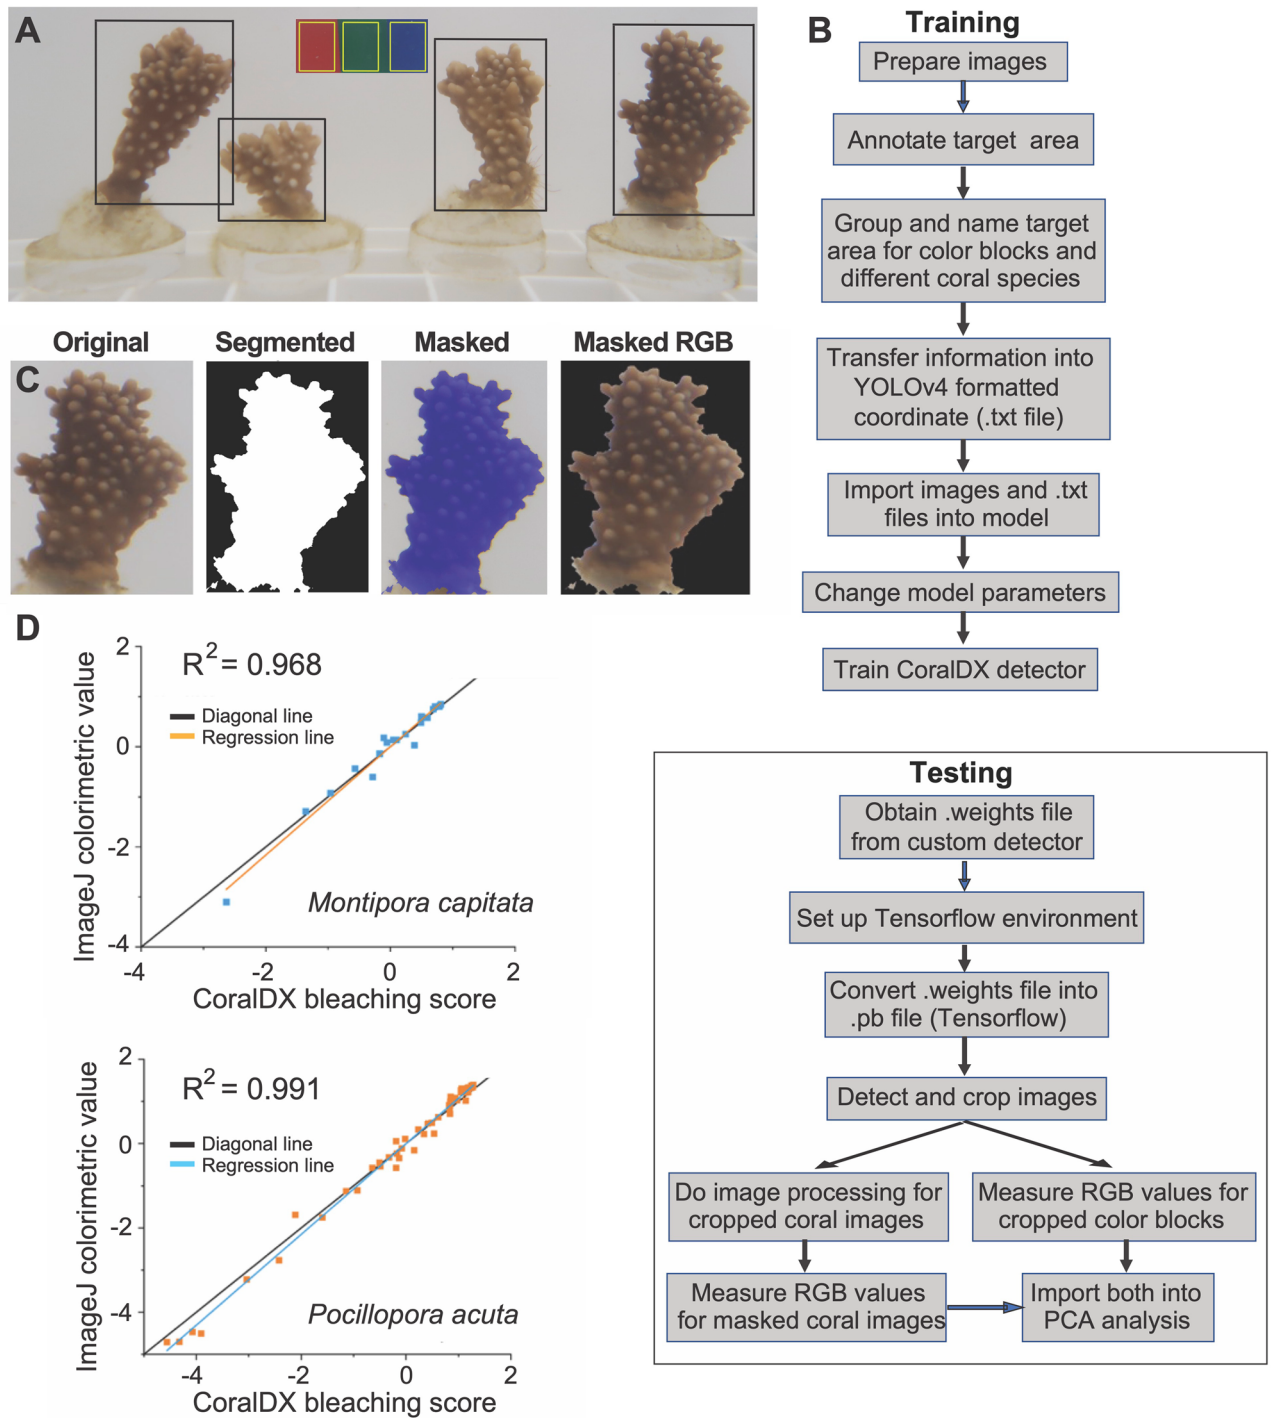 A
B
Training
Prepare images
Annotate target area
Group and name target
area for color blocks and
different coral species
Transfer information into
YOLOv4 formatted
coordinate (.txt file)
Import images and .txt
files into model
Change model parameters
Train CoralDX detector
Original
Segmented
Masked
Masked RGB
C
D
2
0
-2
-4
ImageJ colorimetric value
R2 = 0.968
Diagonal line
Regression line
Montipora capitata
-4
-2
0
2
CoralDX bleaching score
2
0
-2
-4
ImageJ colorimetric value
R2 = 0.991
Diagonal line
Regression line
Pocillopora acuta
-4
-2
0
2
CoralDX bleaching score
Testing
Obtain .weights file
from custom detector
Set up Tensorflow environment
Convert .weights file into
.pb file (Tensorflow)
Detect and crop images
Do image processing for
cropped coral images
Measure RGB values for
cropped color blocks
Measure RGB values
for masked coral images
Import both into
PCA analysis